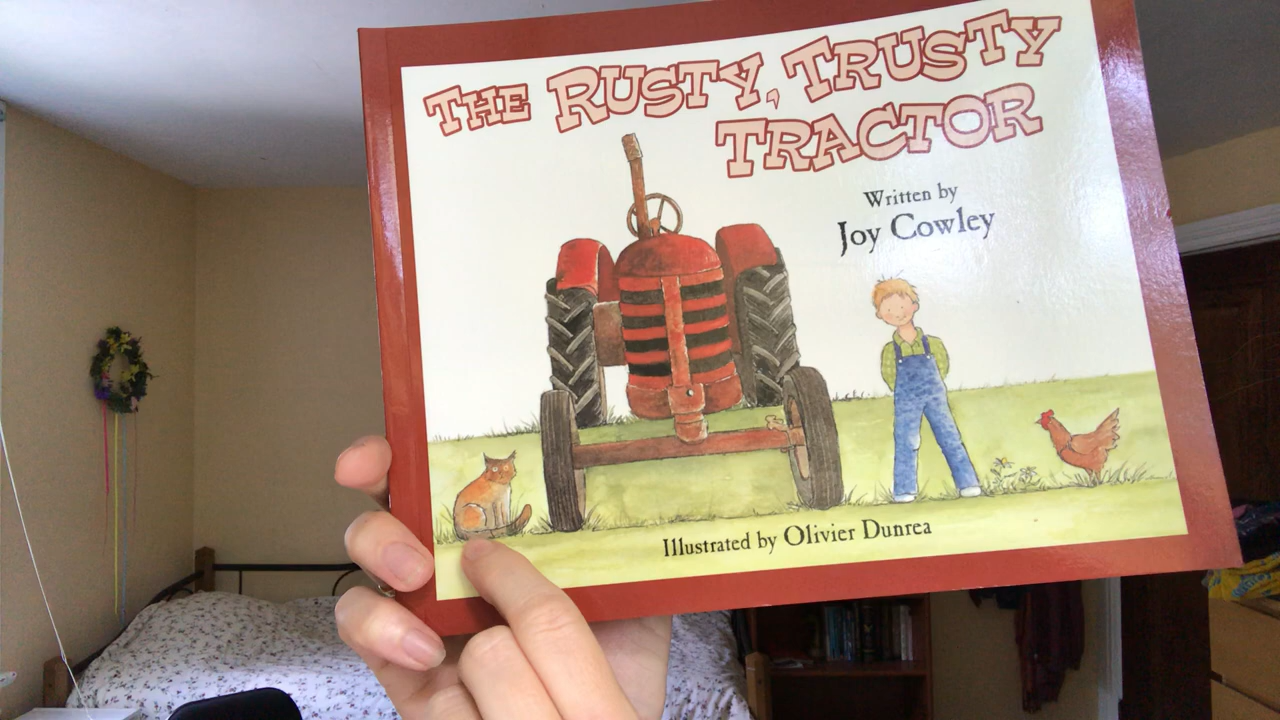 THE RUSTY, TRUSTY
TRACTOR
Written by
Joy Cowley
Illustrated by Olivier Dunrea